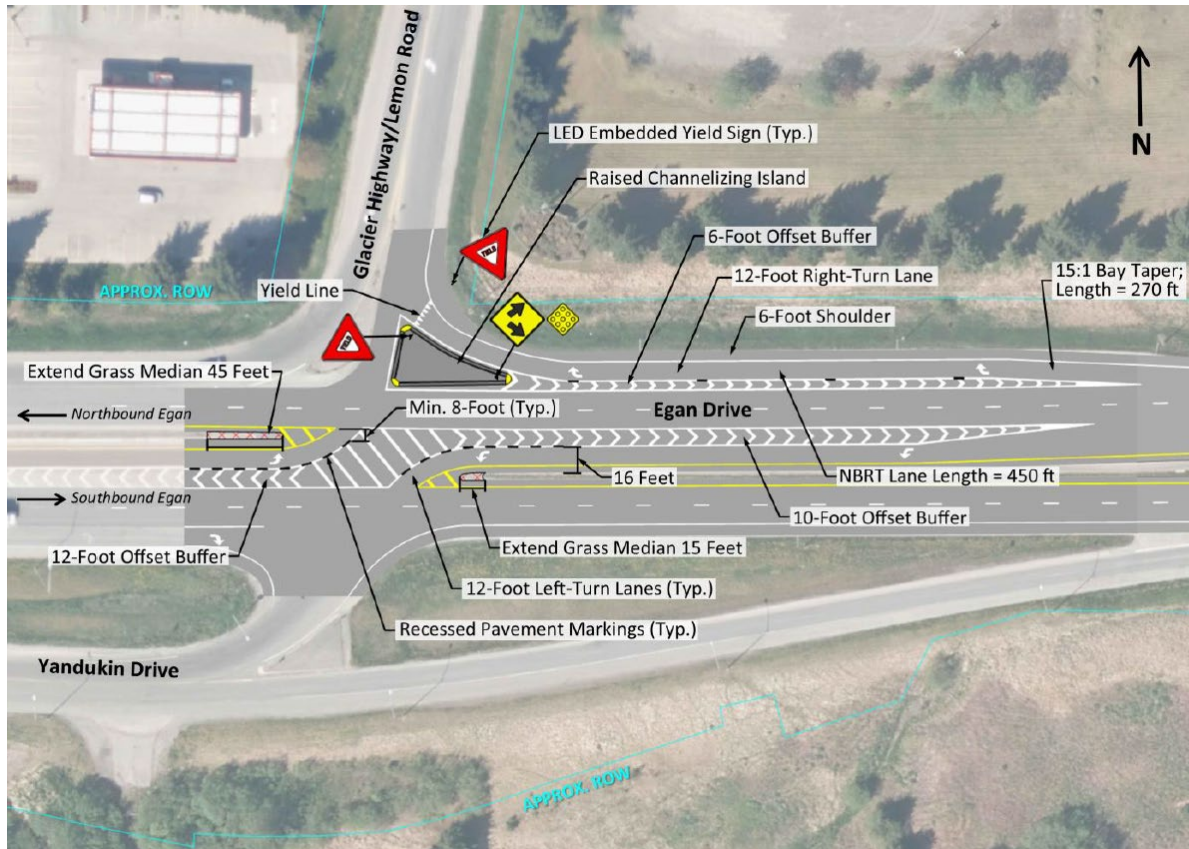 Glacier Highway/Lemon Road
LED Embedded Yield Sign (Typ.)
N
Raised Channelizing Island
6-Foot Offset Buffer
12-Foot Right-Turn Lane
15:1 Bay Taper;
Length = 270 ft
APPROX. ROW
Yield Line
YIELD
6-Foot Shoulder
YIELD
Extend Grass Median 45 Feet
Northbound Egan
Min. 8-Foot (Typ.)
Egan Drive
16 Feet
NBRT Lane Length = 450 ft
Southbound Egan
10-Foot Offset Buffer
12-Foot Offset Buffer
Extend Grass Median 15 Feet
12-Foot Left-Turn Lanes (Typ.)
Recessed Pavement Markings (Typ.)
Yandukin Drive
APPROX. ROW